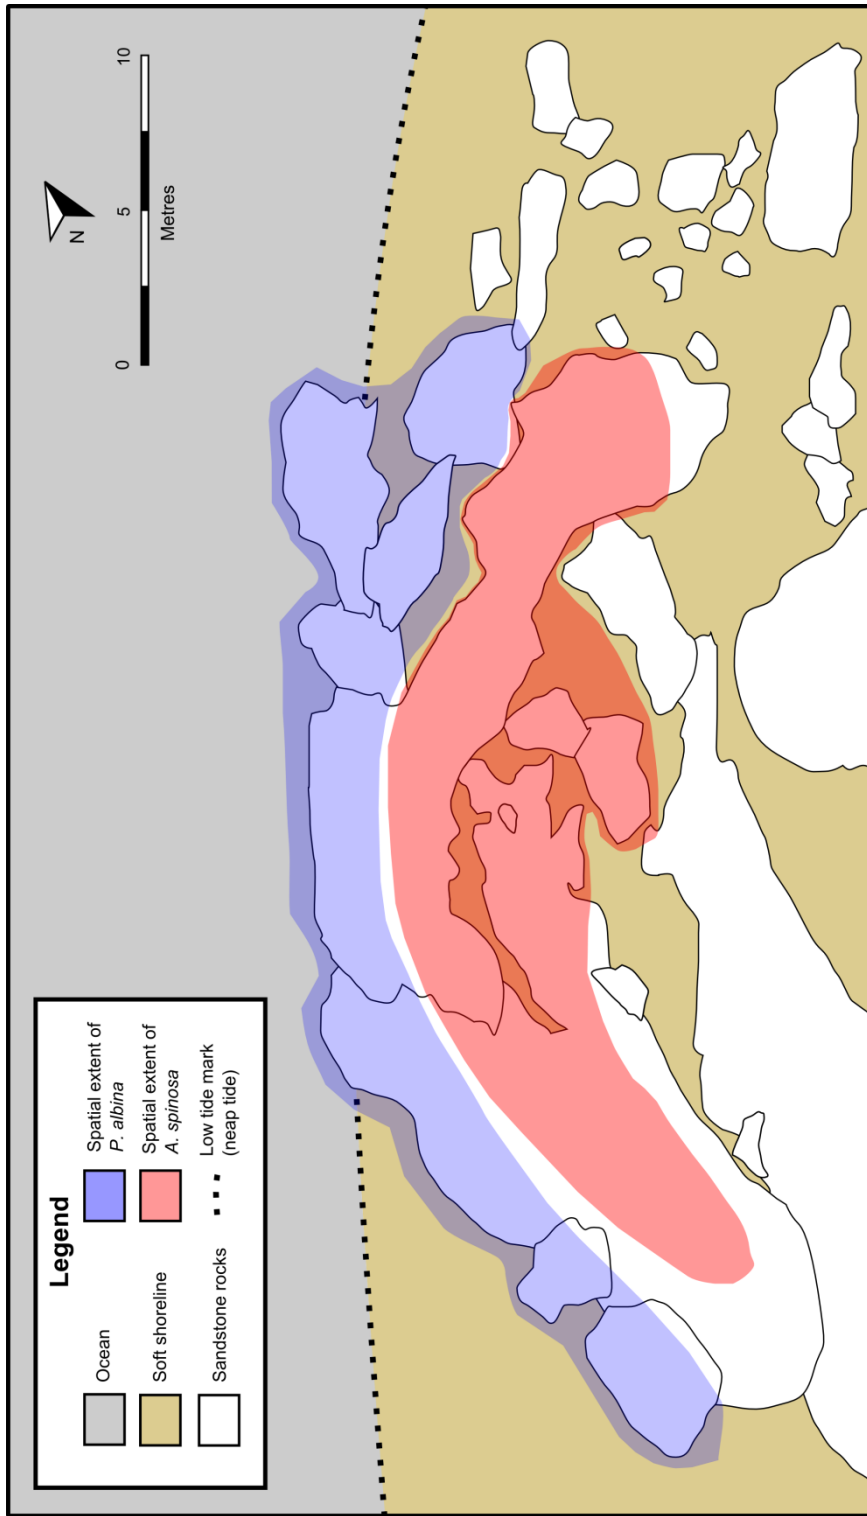 Legend
Ocean
Soft shoreline
Sandstone rocks
Spatial extent of
P. albina
Spatial extent of
A. spinosa
Low tide mark
(neap tide)
N
0
5
10
Metres